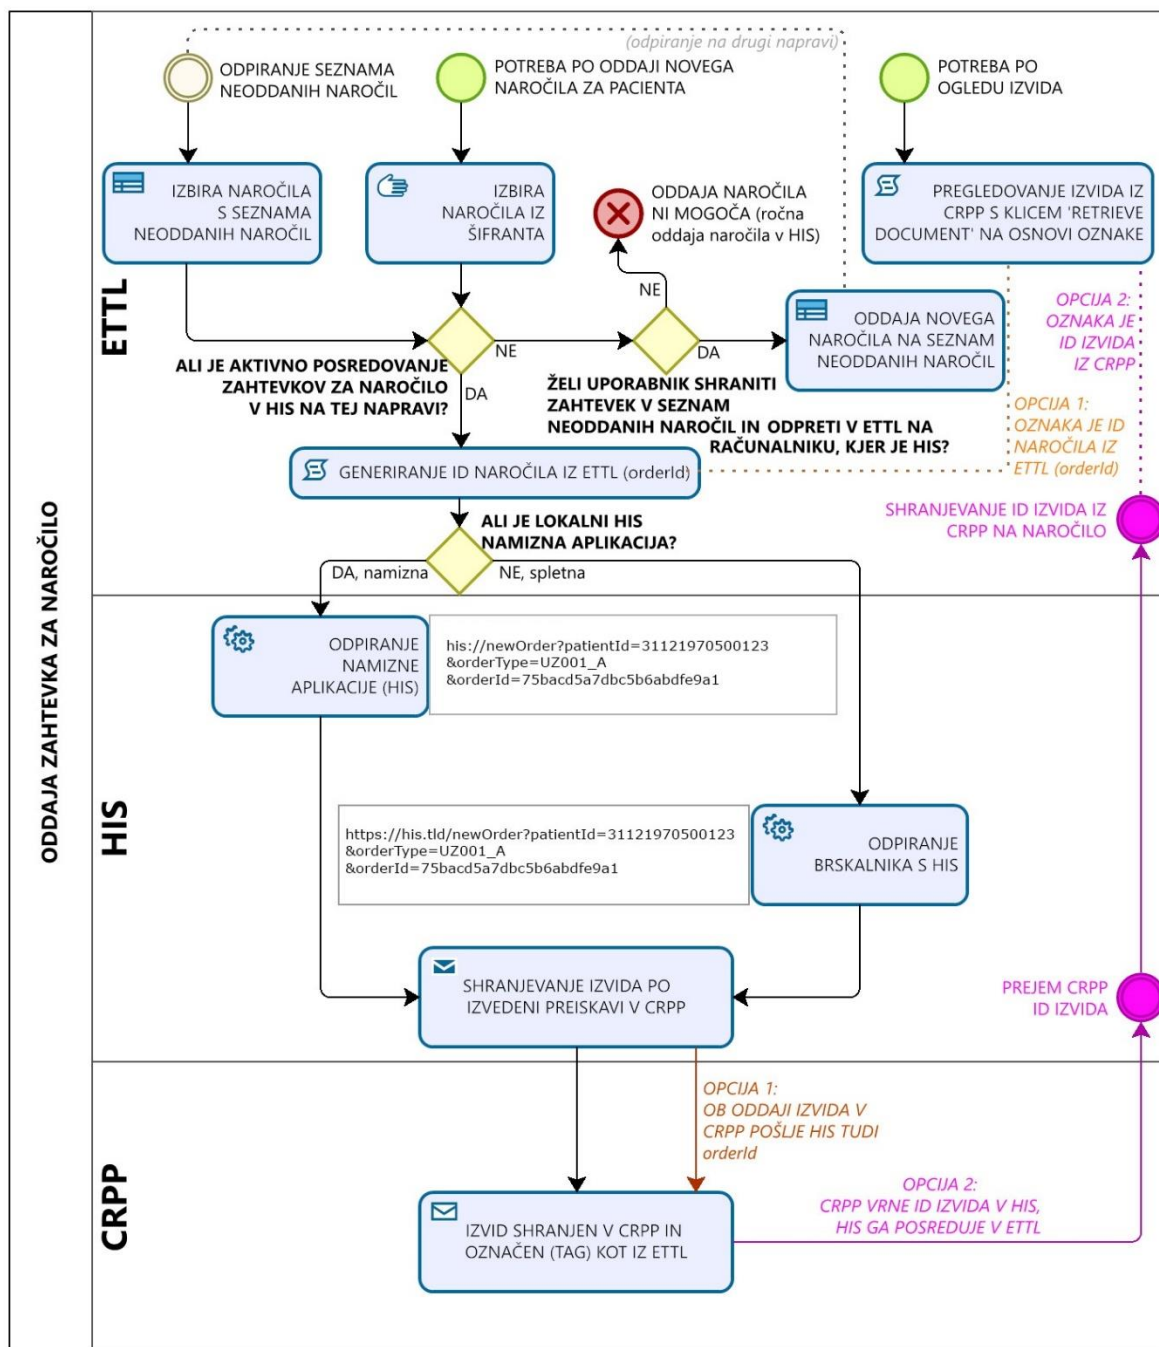 ODDAJA ZAHTEVKA ZA NAROČILO
ETTL
(odpiranje na drugi napravi)
ODPIRANJE SEZNAMA
NEODDANIH NAROČIL
POTREBA PO ODDAJI NOVEGA
NAROČILA ZA PACIENTA
POTREBA PO
OGLEDU IZVIDA
IZBIRA NAROČILA
S SEZNAMA
NEODDANIH NAROČIL
IZBIRA
NAROČILA IZ
ŠIFRANTA
ODDAJA NAROČILA
NI MOGOČA (ročna
oddaja naročila v HIS)
PREGLEDOVANJE IZVIDA IZ
CRPP S KLICEM 'RETRIEVE
DOCUMENT' NA OSNOVI OZNAKE
NE
ODDAJA NOVEGA
NAROČILA NA SEZNAM
NEODDANIH NAROČIL
OPCIJA 2:
OZNAKA JE
ID IZVIDA
IZ CRPP
NE
DA
ALI JE AKTIVNO POSREDOVANJE
ZAHTEVKOV ZA NAROČILO
V HIS NA TEJ NAPRAVI?
DA
ŽELI UPORABNIK SHRANITI
ZAHTEVEK V SEZNAM
NEODDANIH NAROČIL IN ODPRETI V ETTL NA
RAČUNALNIKU, KJER JE HIS?
OPCIJA 1:
OZNAKA JE ID
NAROČILA IZ
ETTL (orderId)
GENERIRANJE ID NAROČILA IZ ETTL (orderId)
SHRANJEVANJE ID IZVIDA IZ
CRPP NA NAROČILO
ALI JE LOKALNI HIS
NAMIZNA APLIKACIJA?
DA, namizna
NE, spletna
HIS
ODPIRANJE
NAMIZNE
APLIKACIJE (HIS)
his://newOrder?patientId=31121970500123
&orderType=UZ001_A
&orderId=75bacd5a7dbc5b6abdfe9a1
https://his.tld/newOrder?patientId=31121970500123
&orderType=UZ001_A
&orderId=75bacd5a7dbc5b6abdfe9a1
ODPIRANJE
BRSKALNIKA S HIS
SHRANJEVANJE IZVIDA PO
IZVEDENI PREISKAVI V CRPP
PREJEM CRPP
ID IZVIDA
CRPP
OPCIJA 1:
OB ODDAJI IZVIDA V
CRPP POŠLJE HIS TUDI
orderId
IZVID SHRANJEN V CRPP IN
OZNAČEN (TAG) KOT IZ ETTL
OPCIJA 2:
CRPP VRNE ID IZVIDA V HIS,
HIS GA POSREDUJE V ETTL